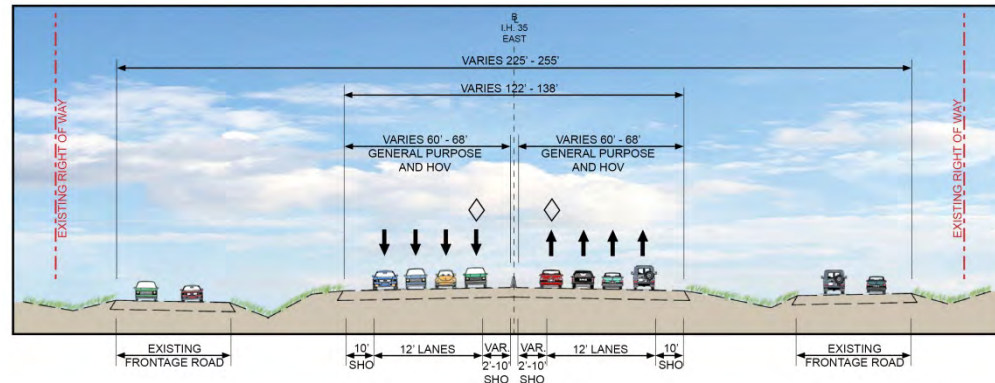 B
L
I.H. 35
EAST
VARIES 225' - 255'
VARIES 122' - 138'
VARIES 60' - 68'
GENERAL PURPOSE
AND HOV
VARIES 60' - 68'
GENERAL PURPOSE
AND HOV
EXISTING RIGHT OF WAY
EXISTING RIGHT OF WAY
EXISTING
FRONTAGE ROAD
10'
SHO
12' LANES
VAR.
2'-10'
SHO
VAR.
2'-10'
SHO
12' LANES
10'
SHO
EXISTING
FRONTAGE ROAD